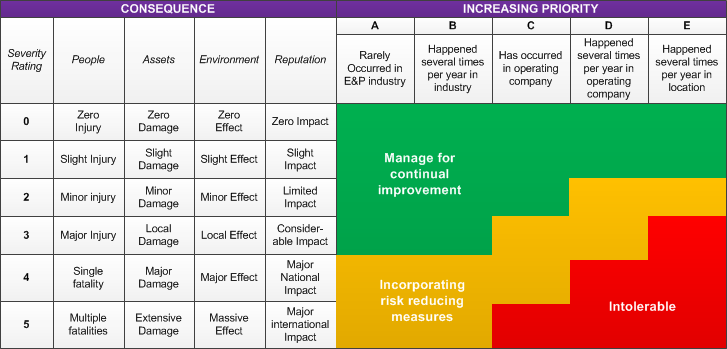 CONSEQUENCE
INCREASING PRIORITY
Severity
Rating
People
Assets
Environment
Reputation
A
Rarely
Occurred in
E&P industry
B
Happened
several times
per year in
industry
C
Has occurred
in operating
company
D
Happened
several times
per year in
operating
company
E
Happened
several times
per year in
location
0
Zero
Injury
Zero
Damage
Zero
Effect
Zero Impact
1
Slight Injury
Slight
Damage
Slight Effect
Slight
Impact
2
Minor injury
Minor
Damage
Minor Effect
Limited
Impact
3
Major Injury
Local
Damage
Local Effect
Consider-
able Impact
4
Single
fatality
Major
Damage
Major Effect
Major
National
Impact
5
Multiple
fatalities
Extensive
Damage
Massive
Effect
Major
international
Impact
Manage for
continual
improvement
Incorporating
risk reducing
measures
Intolerable